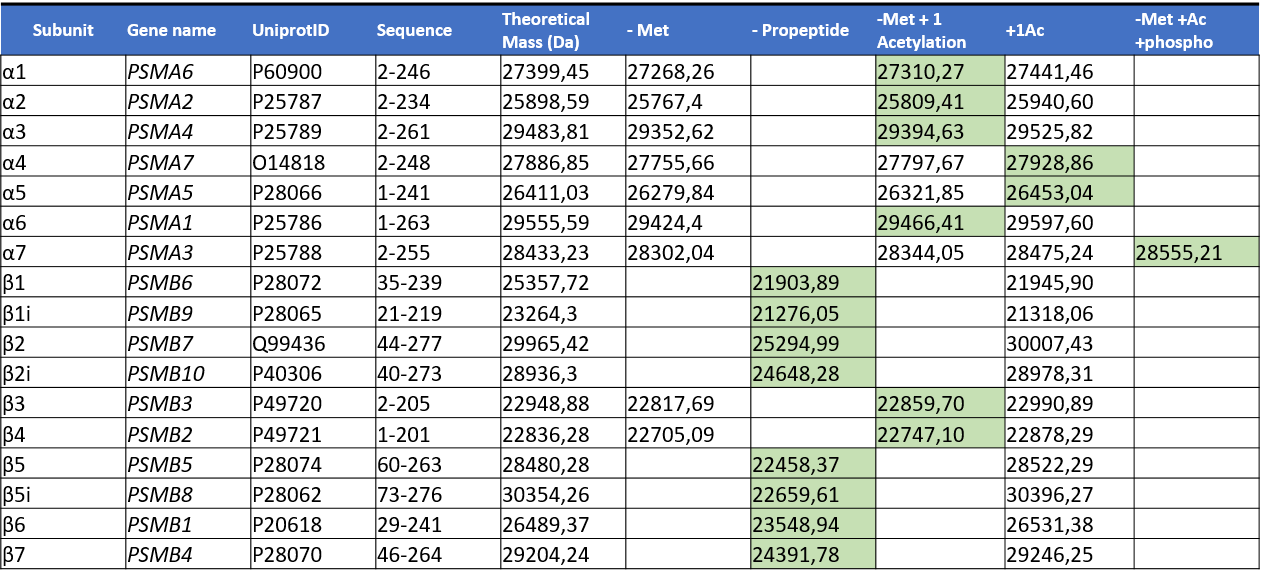 Subunit Gene name UniprotID Sequence Theoretical Mass (Da) - Met - Propeptide -Met + 1 Acetylation +1Ac -Met +Ac +phospho
α1 PSMA6 P60900 2-246 27399,45 27268,26 27310,27 27441,46
α2 PSMA2 P25787 2-234 25898,59 25767,4 25809,41 25940,60
α3 PSMA4 P25789 2-261 29483,81 29352,62 29394,63 29525,82
α4 PSMA7 O14818 2-248 27886,85 27755,66 27797,67 27928,86
α5 PSMA5 P28066 1-241 26411,03 26279,84 26321,85 26453,04
α6 PSMA1 P25786 1-263 29555,59 29424,4 29466,41 29597,60
α7 PSMA3 P25788 2-255 28433,23 28302,04 28344,05 28475,24 28555,21
β1 PSMB6 P28072 35-239 25357,72 21903,89 21945,90
β1i PSMB9 P28065 21-219 23264,3 21276,05 21318,06
β2 PSMB7 Q99436 44-277 29965,42 25294,99 30007,43
β2i PSMB10 P40306 40-273 28936,3 24648,28 28978,31
β3 PSMB3 P49720 2-205 22948,88 22817,69 22859,70 22990,89
β4 PSMB2 P49721 1-201 22836,28 22705,09 22747,10 22878,29
β5 PSMB5 P28074 60-263 28480,28 22458,37 28522,29
β5i PSMB8 P28062 73-276 30354,26 22659,61 30396,27
β6 PSMB1 P20618 29-241 26489,37 23548,94 26531,38
β7 PSMB4 P28070 46-264 29204,24 24391,78 29246,25